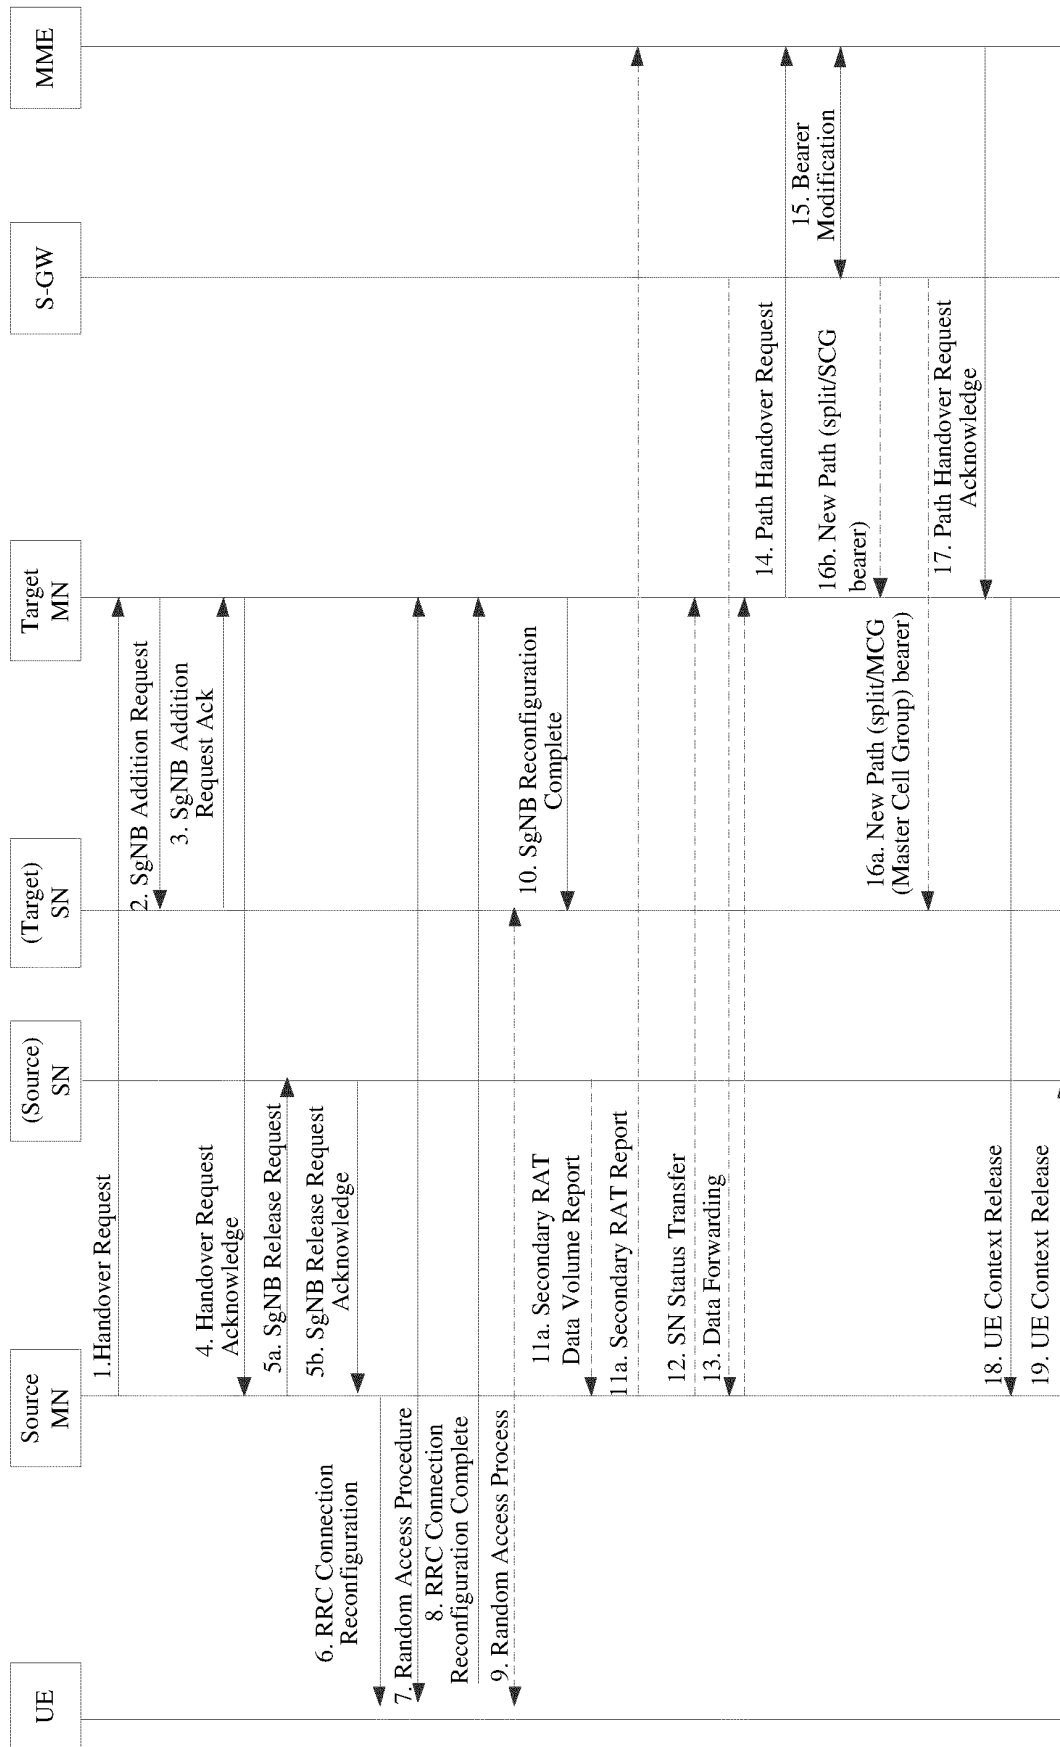 UE
Source
MN
(Source)
SN
(Target)
SN
Target
MN
S-GW
MME
1.Handover Request
2. SgNB Addition Request
3. SgNB Addition
Request Ack
4. Handover Request
Acknowledge
5a. SgNB Release Request
5b. SgNB Release Request
Acknowledge
6. RRC Connection
Reconfiguration
7. Random Access Procedure
8. RRC Connection
Reconfiguration Complete
9. Random Access Process
10. SgNB Reconfiguration
Complete
11a. Secondary RAT
Data Volume Report
11a. Secondary RAT Report
12. SN Status Transfer
13. Data Forwarding
14. Path Handover Request
15. Bearer
Modification
16b. New Path (split/SCG
bearer)
16a. New Path (split/MCG
(Master Cell Group) bearer)
17. Path Handover Request
Acknowledge
18. UE Context Release
19. UE Context Release